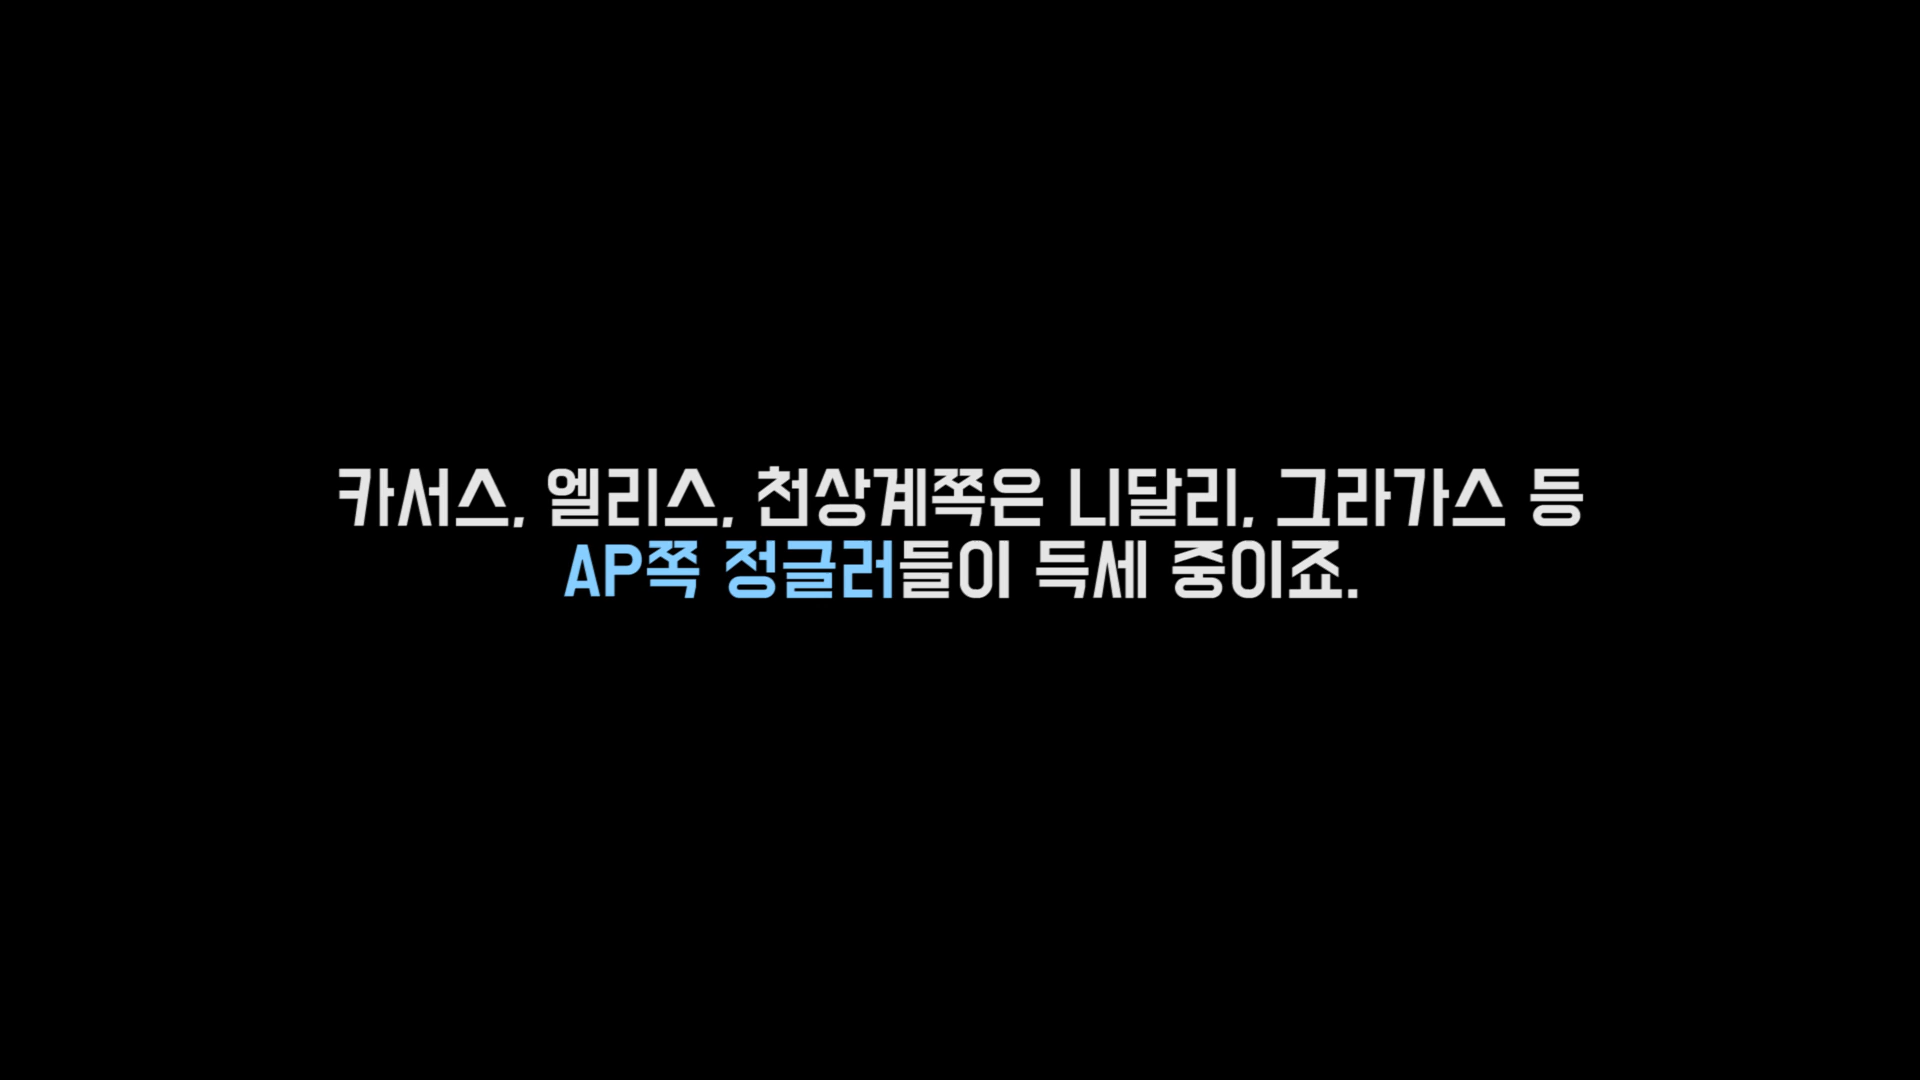 카서스, 엘리스, 천상계쪽은 니달리, 그라가스 등
AP쪽 정글러들이 득세 중이죠.